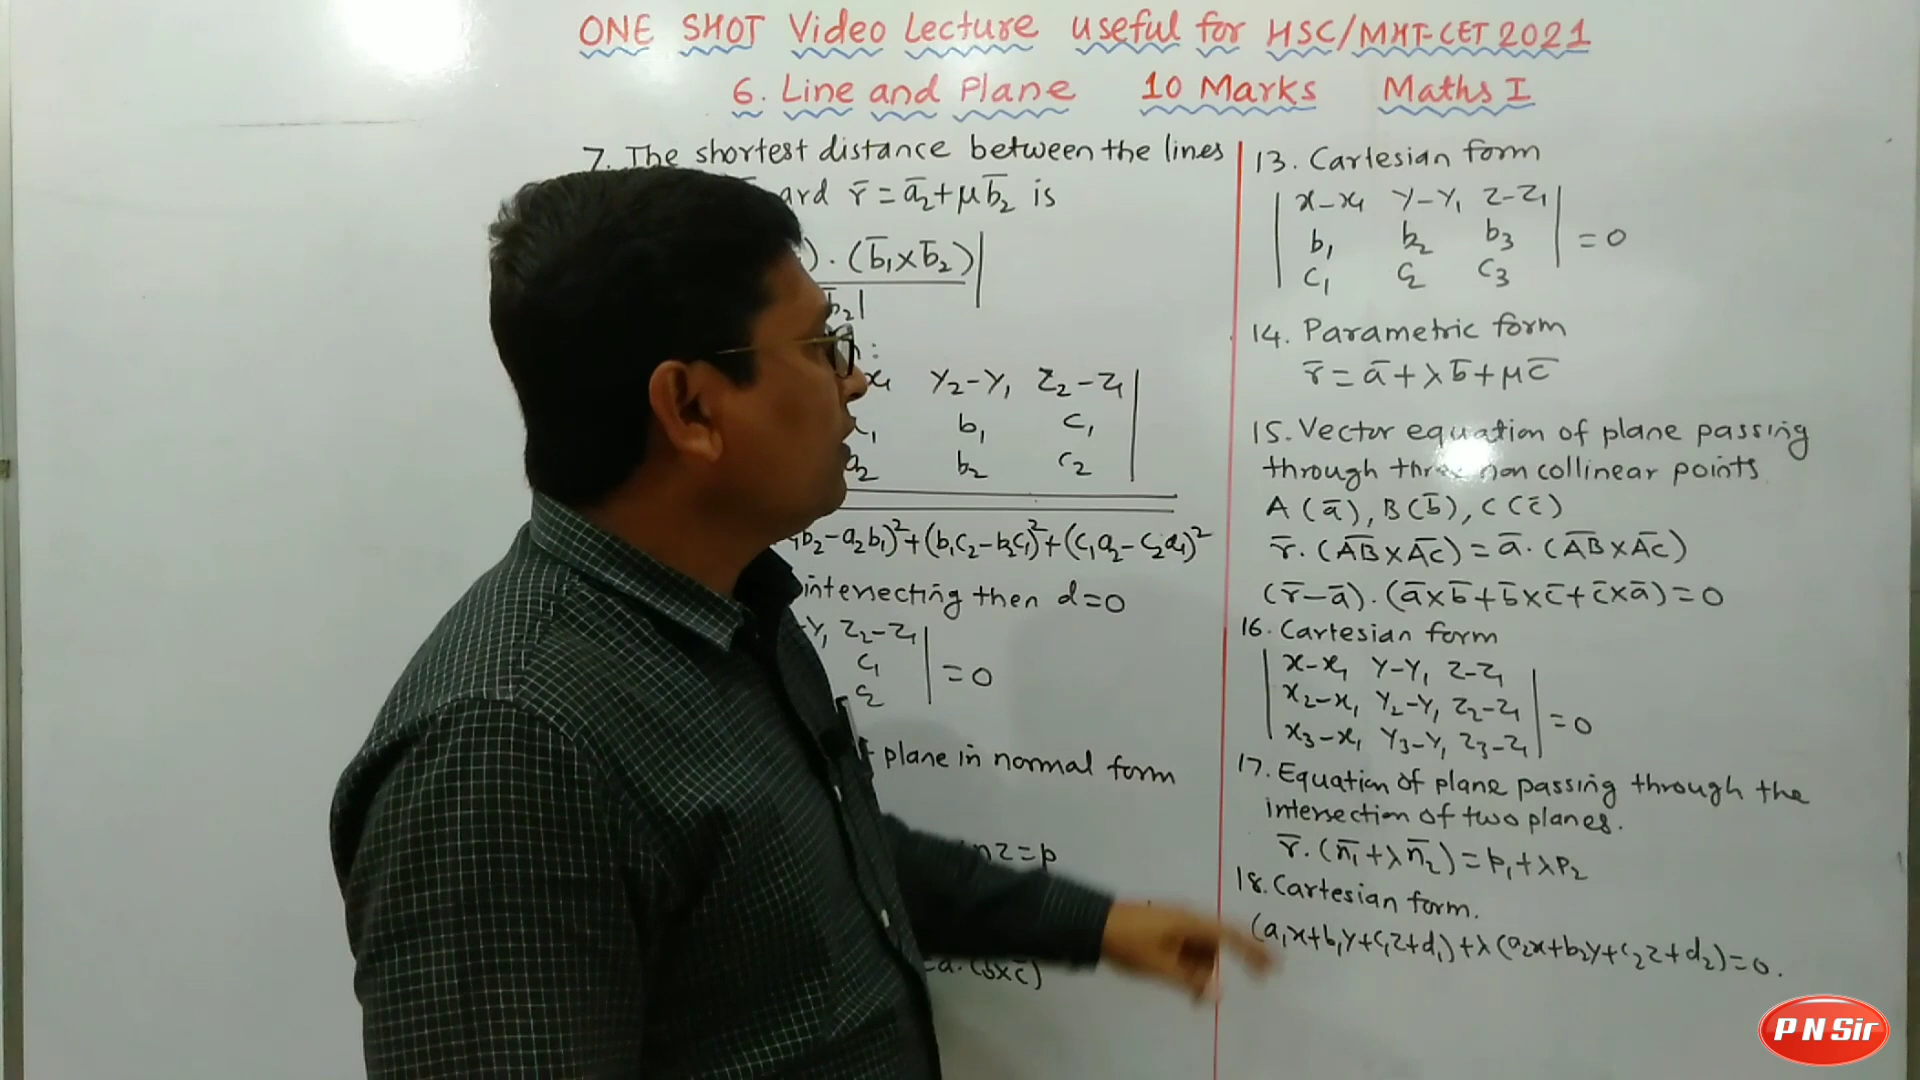 ONE SHOT Video Lecture useful for HSC/MHT-CET 2021
6. Line and Plane 10 Marks Maths I
7. The shortest distance between the lines
and r̄ = ā₂+μb̄₂ is
). (b̄₁×b̄₂)|
b̄₂|
:
x₁ y₂-y₁ z₂-z₁|
a₁ b₁ c₁
a₂ b₂ c₂
b₂-a₂b₁)²+(b₁c₂-b₂c₁)²+(c₁a₂-c₂a₁)²
intersecting then d=0
-y₁ z₂-z₁
c₁ | =0
c₂
plane in normal form
nz=p
=ā.(b̄×c̄)
13. Cartesian form
| x-x₁ y-y₁ z-z₁ |
b₁ b₂ b₃ =0
c₁ c₂ c₃
14. Parametric form
r̄ = ā+λb̄+μc̄
15. Vector equation of plane passing
through three non collinear points
A(ā), B(b̄), C(c̄)
r̄.(A̅B̅×A̅C̅)=ā.(A̅B̅×A̅C̅)
(r̄-ā).(ā×b̄+b̄×c̄+c̄×ā)=0
16. Cartesian form
| x-x₁ y-y₁ z-z₁ |
x₂-x₁ y₂-y₁ z₂-z₁ =0
x₃-x₁ y₃-y₁ z₃-z₁
17. Equation of plane passing through the
intersection of two planes.
r̄.(n̄₁+λn̄₂)=p₁+λp₂
18. Cartesian form.
(a₁x+b₁y+c₁z+d₁)+λ(a₂x+b₂y+c₂z+d₂)=0.
P N Sir